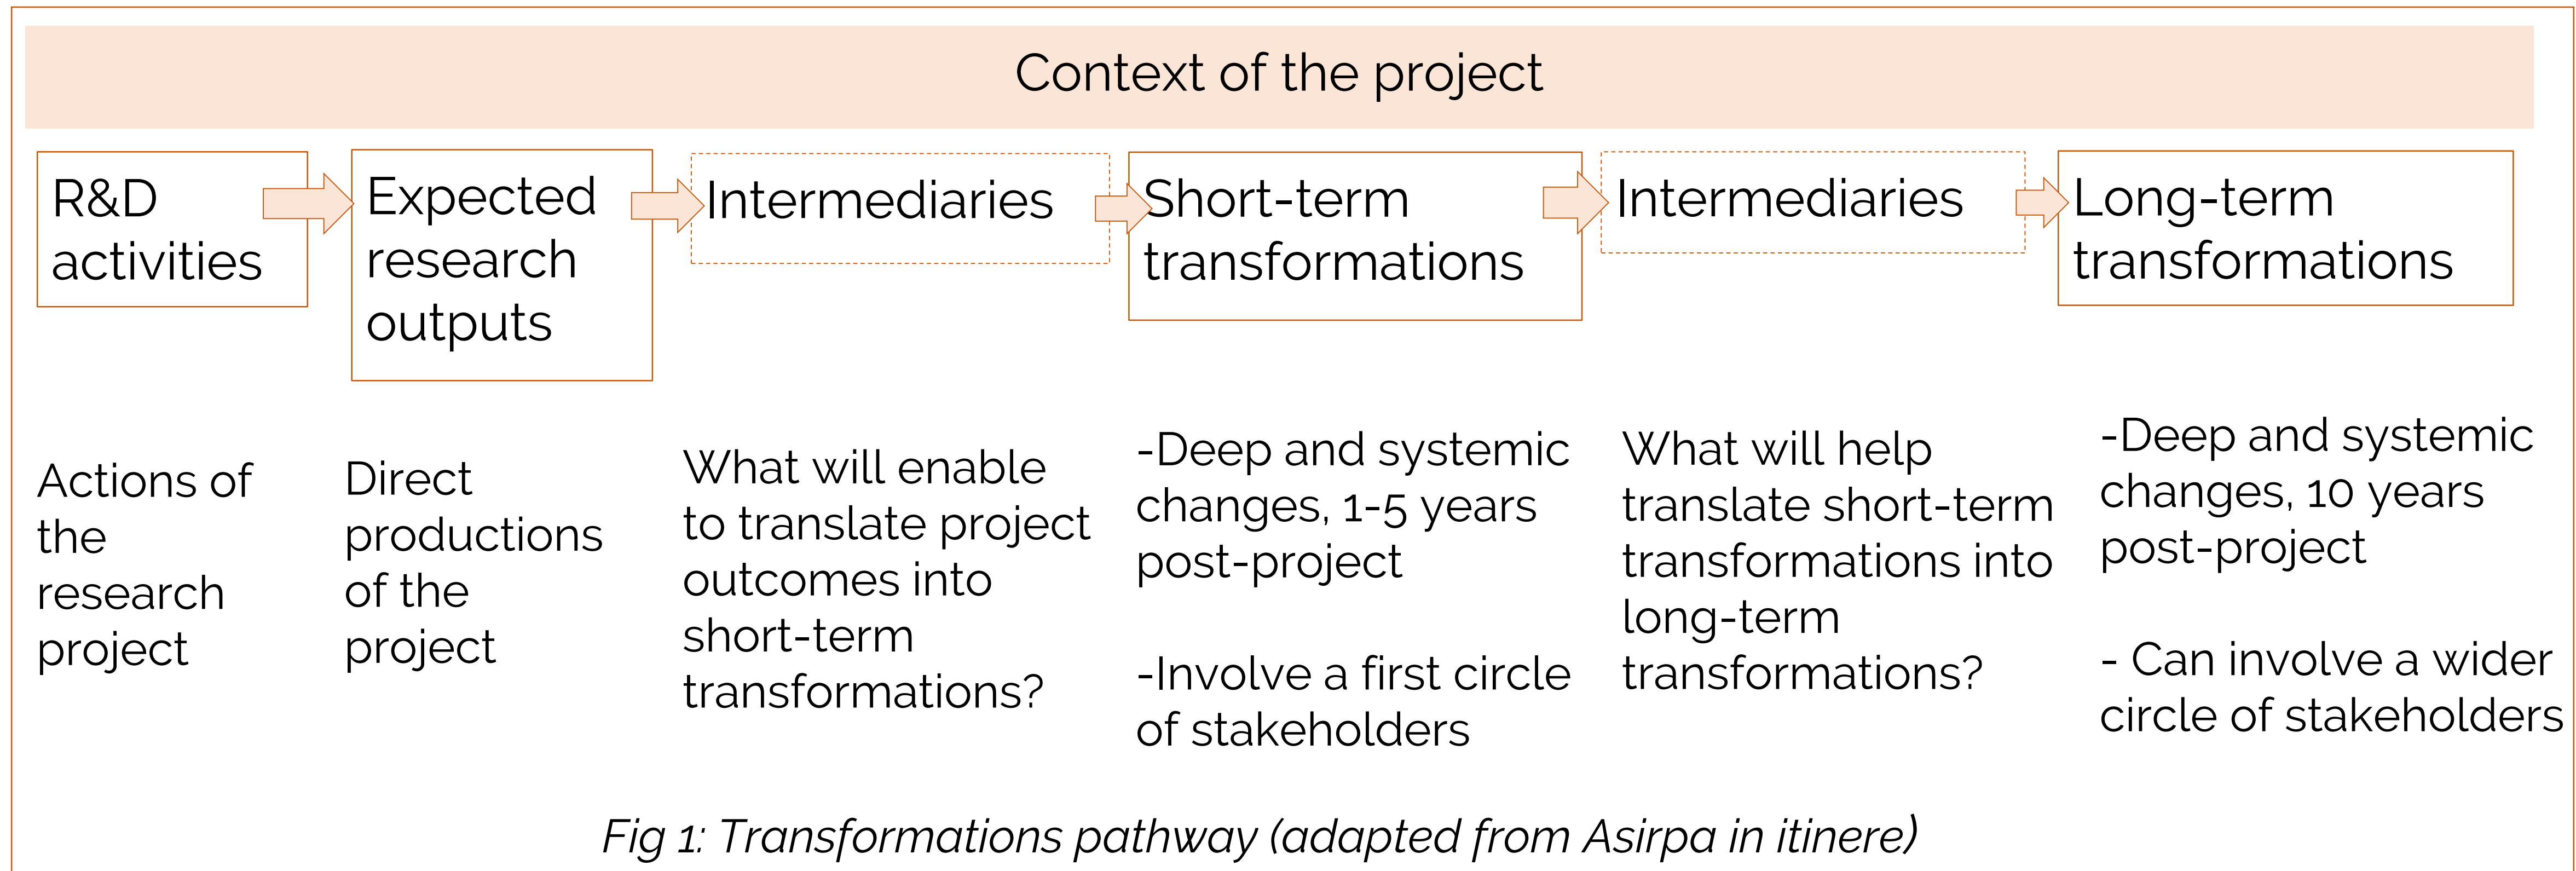 Context of the project
R&D
activities
Expected
research
outputs
Intermediaries
Short-term
transformations
Intermediaries
Long-term
transformations
Actions of
the
research
project
Direct
productions
of the
project
What will enable
to translate project
outcomes into
short-term
transformations?
-Deep and systemic
changes, 1-5 years
post-project
-Involve a first circle
of stakeholders
What will help
translate short-term
transformations into
long-term
transformations?
-Deep and systemic
changes, 10 years
post-project
- Can involve a wider
circle of stakeholders
Fig 1: Transformations pathway (adapted from Asirpa in itinere)